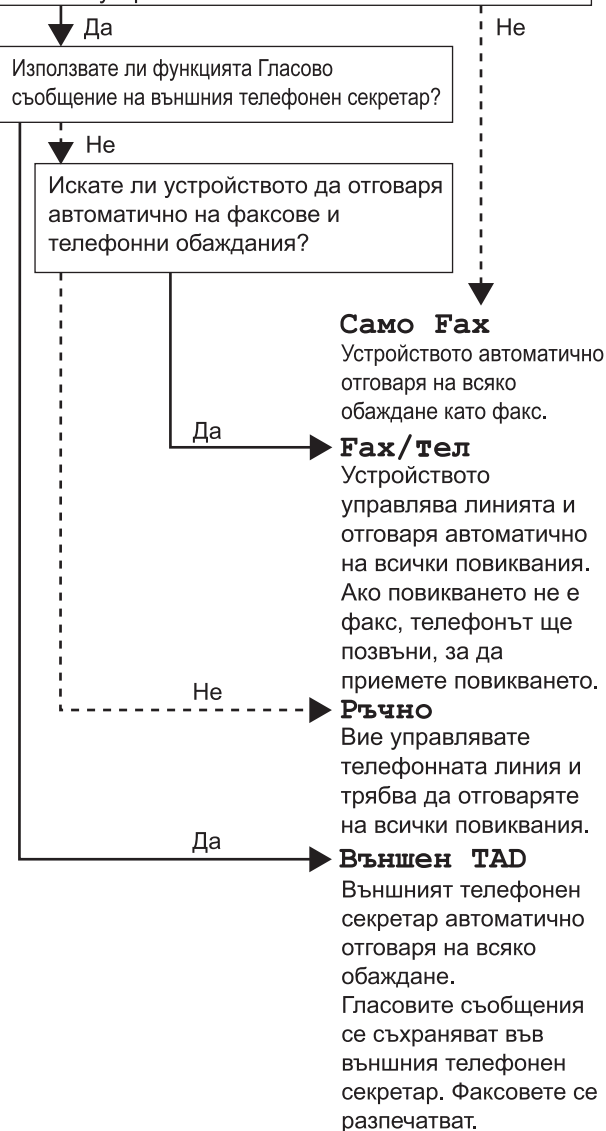 Да
Не
Използвате ли функцията Гласово
съобщение на външния телефонен секретар?
Не
Искате ли устройството да отговаря
автоматично на факсове и
телефонни обаждания?
Само Fax
Устройството автоматично
отговаря на всяко
обаждане като факс.
Да
Fax/Тел
Устройството
управлява линията и
отговаря автоматично
на всички повиквания.
Ако повикването не е
факс, телефонът ще
позвъни, за да
приемете повикването.
Не
Ръчно
Вие управлявате
телефонната линия и
трябва да отговаряте
на всички повиквания.
Да
Външен TAD
Външният телефонен
секретар автоматично
отговаря на всяко
обаждане.
Гласовите съобщения
се съхраняват във
външния телефонен
секретар. Факсовете се
разпечатват.